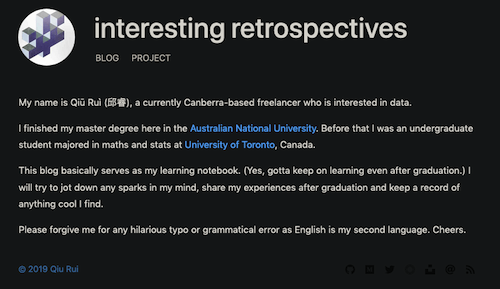 interesting retrospectives
BLOG PROJECT
My name is Qiū Ruì (邱睿), a currently Canberra-based freelancer who is interested in data.
I finished my master degree here in the Australian National University. Before that I was an undergraduate
student majored in maths and stats at University of Toronto, Canada.
This blog basically serves as my learning notebook. (Yes, gotta keep on learning even after graduation.) I
will try to jot down any sparks in my mind, share my experiences after graduation and keep a record of
anything cool I find.
Please forgive me for any hilarious typo or grammatical error as English is my second language. Cheers.
© 2019 Qiu Rui